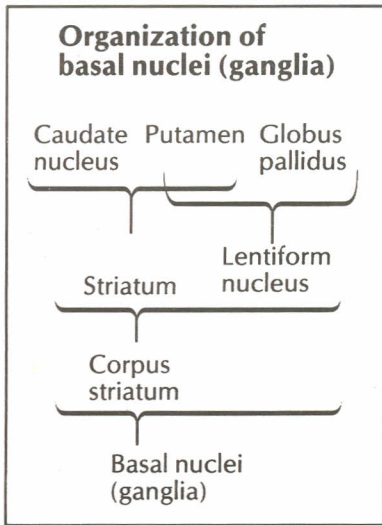 Organization of
basal nuclei (ganglia)
Caudate Putamen Globus
nucleus pallidus
Lentiform
Striatum nucleus
Corpus
striatum
Basal nuclei
(ganglia)